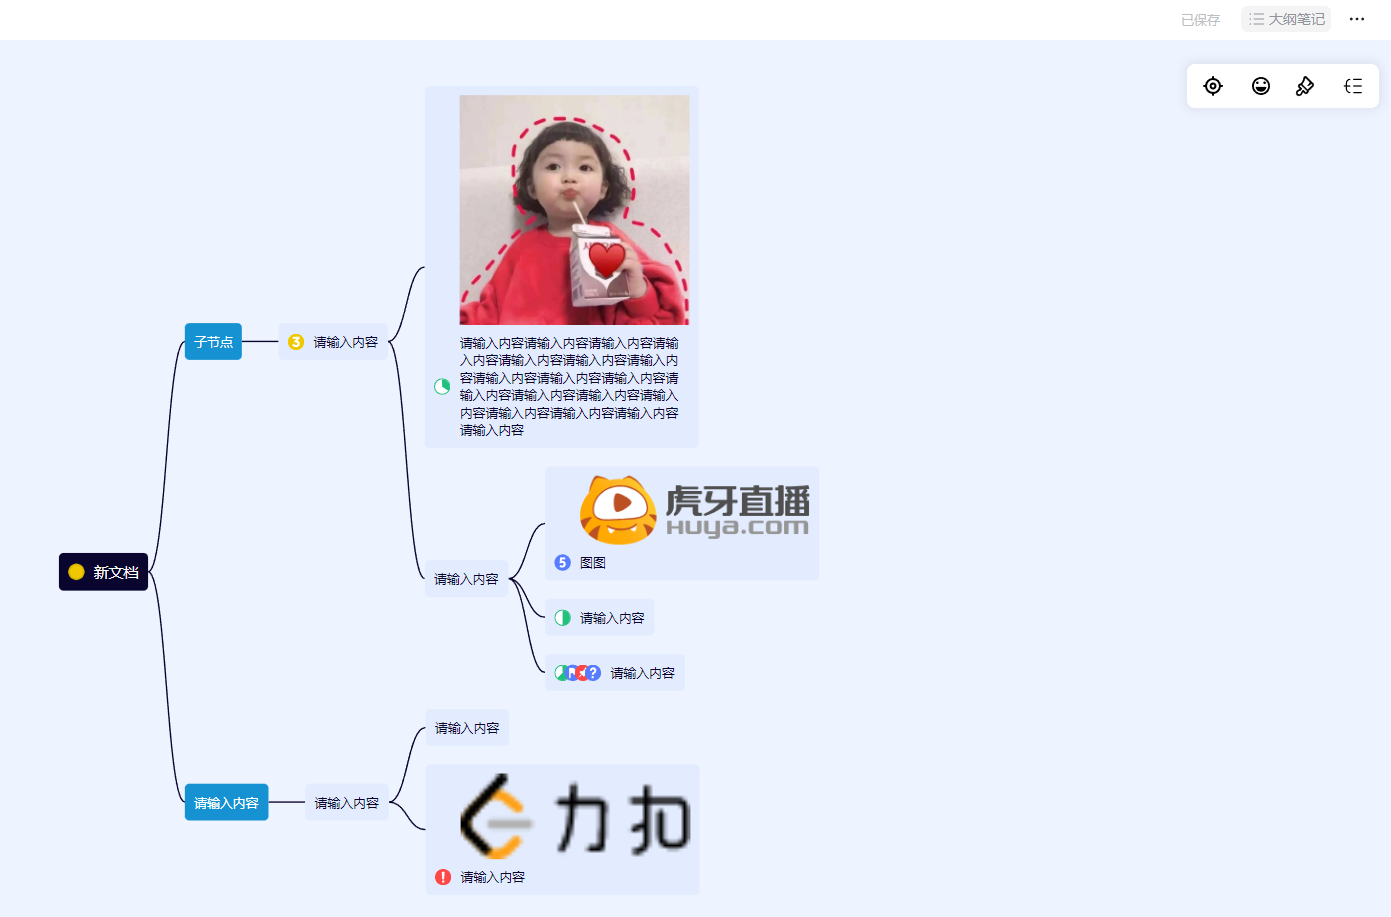 已保存
大纲笔记
新文档
子节点
3
请输入内容
请输入内容请输入内容请输入内容请输
入内容请输入内容请输入内容请输入内
容请输入内容请输入内容请输入内容请
输入内容请输入内容请输入内容请输入
内容请输入内容请输入内容请输入内容
请输入内容
请输入内容
虎牙直播
HUYA.COM
5
图图
请输入内容
?
请输入内容
请输入内容
请输入内容
请输入内容
力扣
!
请输入内容